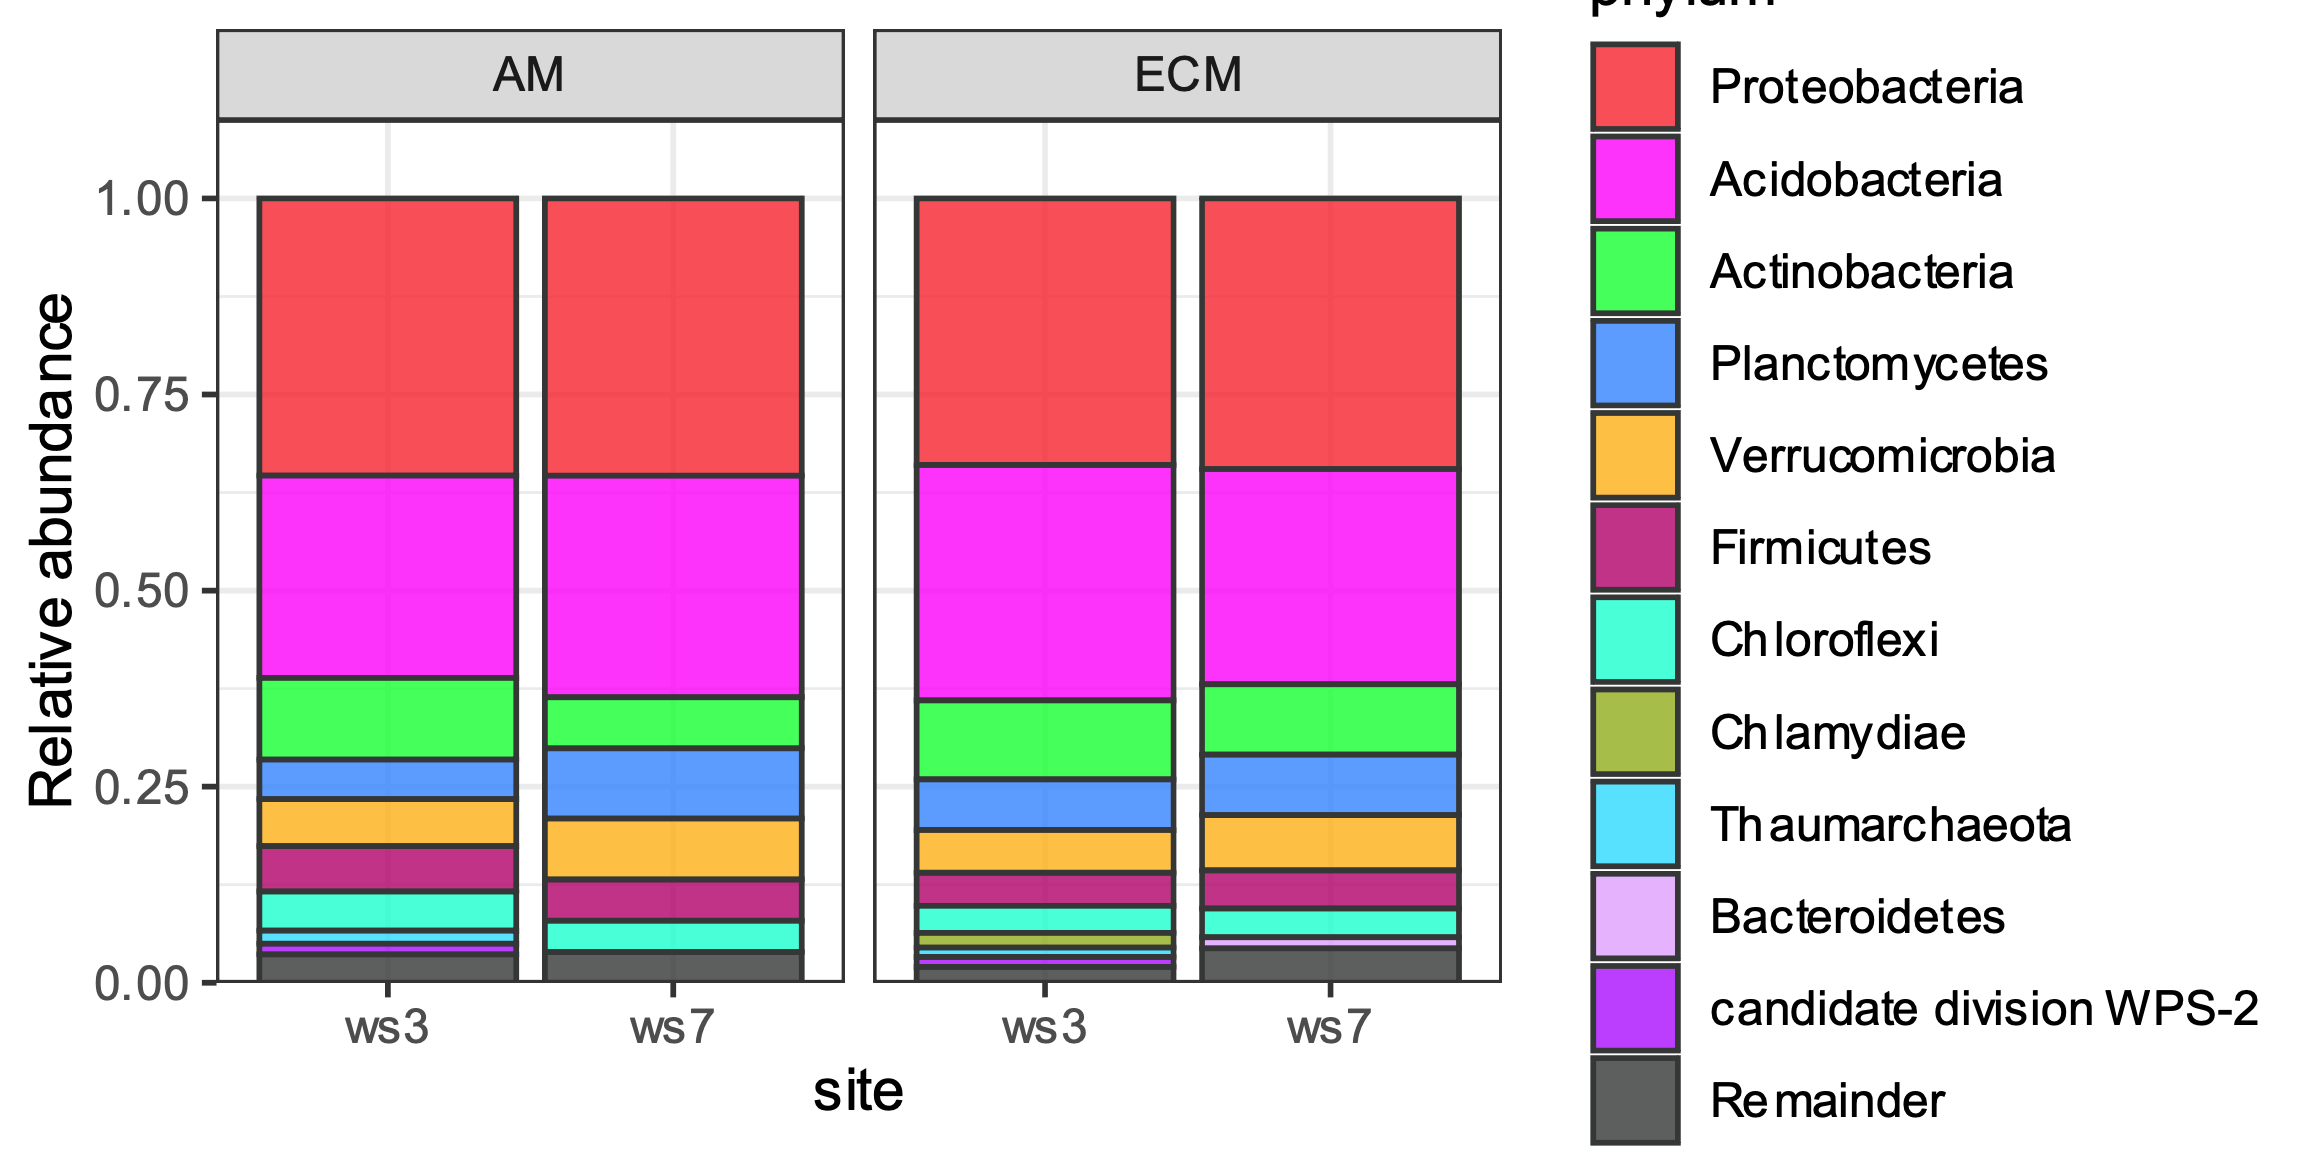 AM
ECM
Relative abundance
1.00
0.75
0.50
0.25
0.00
ws3
ws7
ws3
ws7
site
phylum
Proteobacteria
Acidobacteria
Actinobacteria
Planctomycetes
Verrucomicrobia
Firmicutes
Chloroflexi
Chlamydiae
Thaumarchaeota
Bacteroidetes
candidate division WPS-2
Remainder